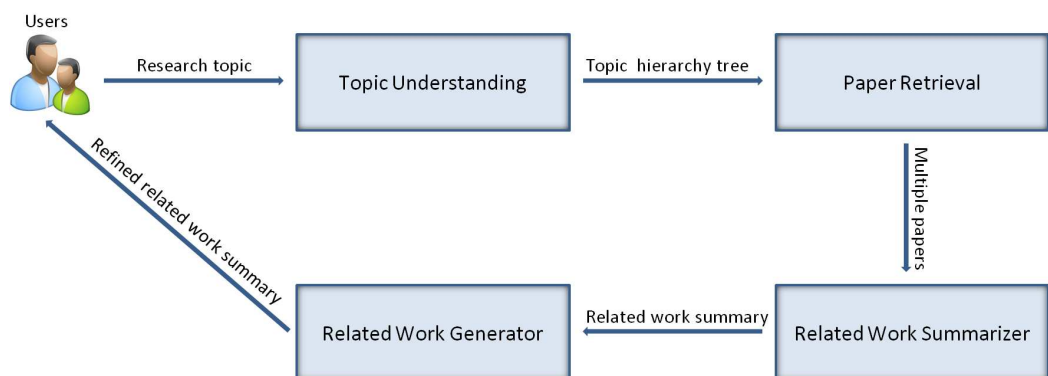 Users
Research topic
Topic Understanding
Topic hierarchy tree
Paper Retrieval
Multiple papers
Refined related work summary
Related Work Generator
Related work summary
Related Work Summarizer